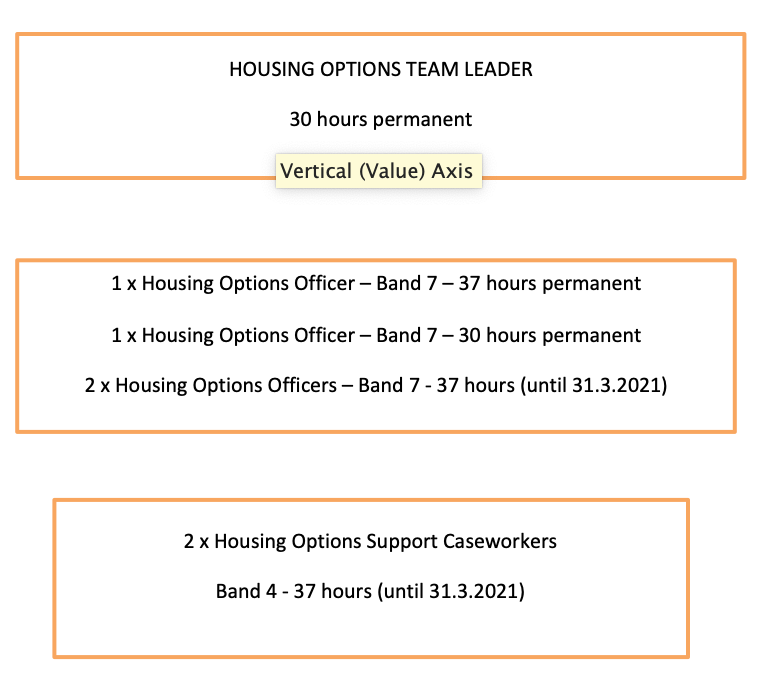 HOUSING OPTIONS TEAM LEADER
30 hours permanent
Vertical (Value) Axis
1 x Housing Options Officer – Band 7 – 37 hours permanent
1 x Housing Options Officer – Band 7 – 30 hours permanent
2 x Housing Options Officers – Band 7 - 37 hours (until 31.3.2021)
2 x Housing Options Support Caseworkers
Band 4 - 37 hours (until 31.3.2021)